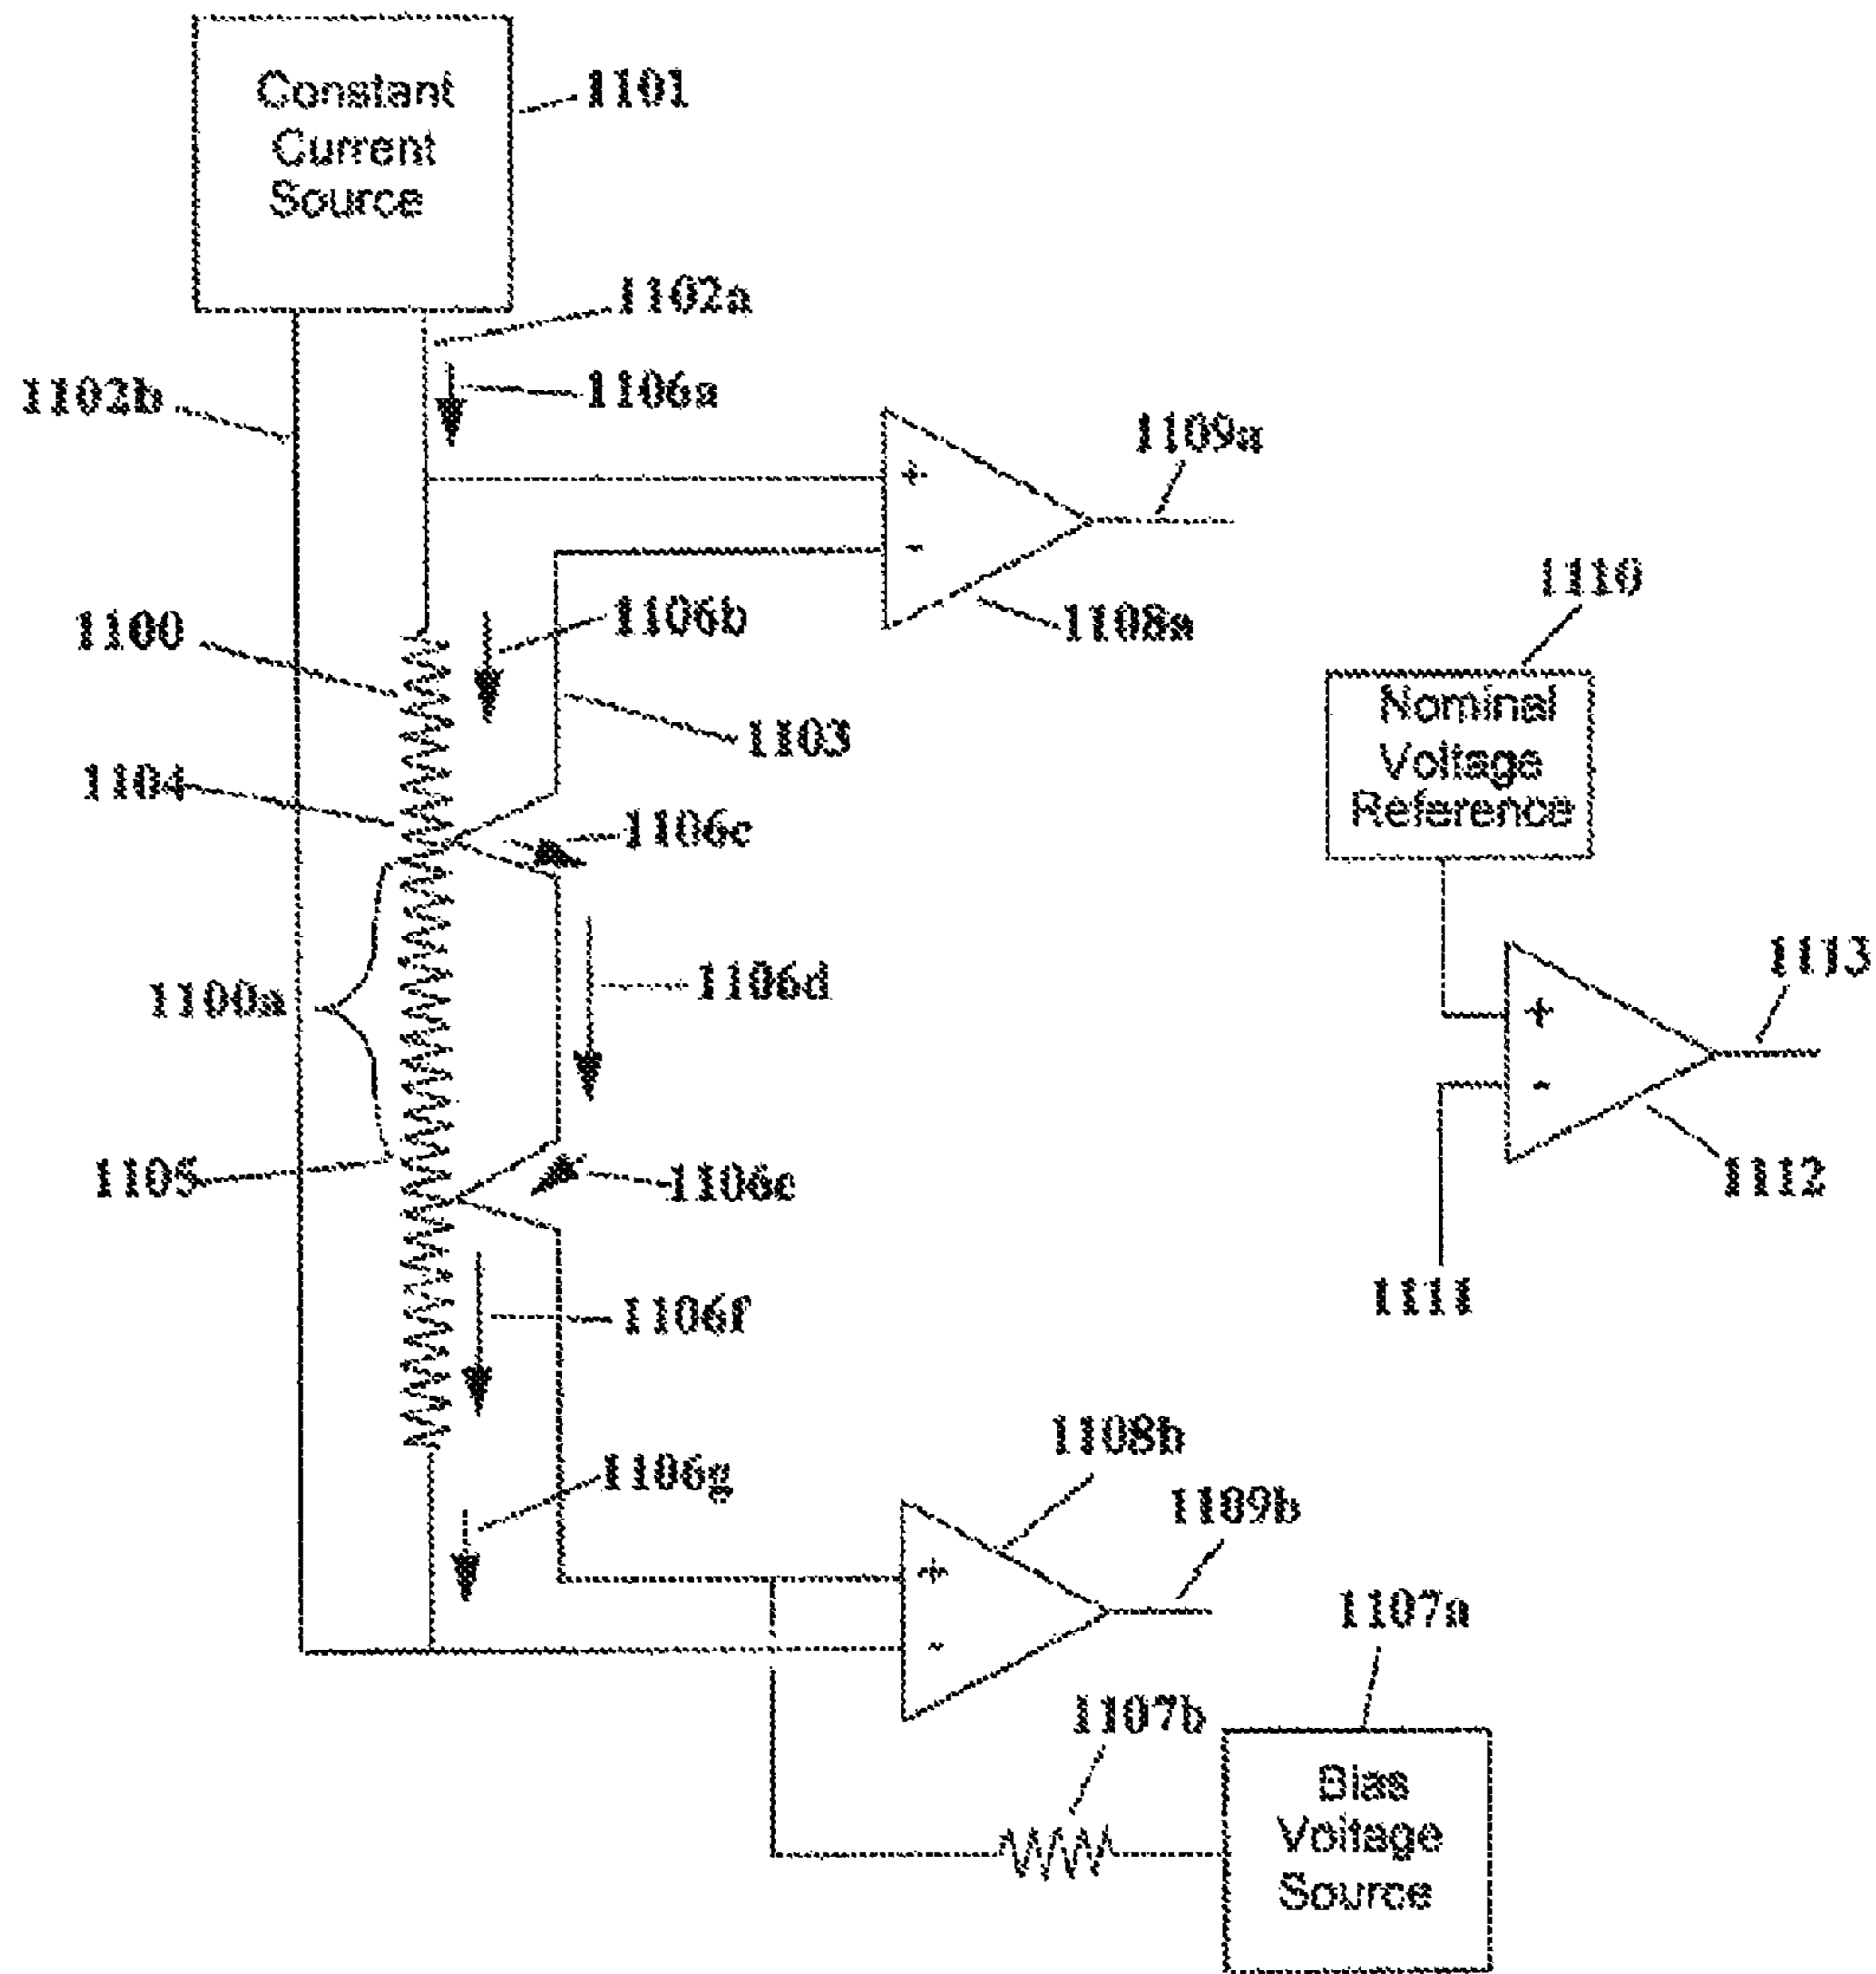 Constant
Current
Source
1101
1102a
1102b
1106a
1109a
+
-
1108a
1100
1106b
1103
1104
1106c
1110
Nominal
Voltage
Reference
1100a
1106d
1113
+
-
1112
1105
1106e
1111
1106f
1108b
1106g
1109b
+
-
1107a
1107b
Bias
Voltage
Source